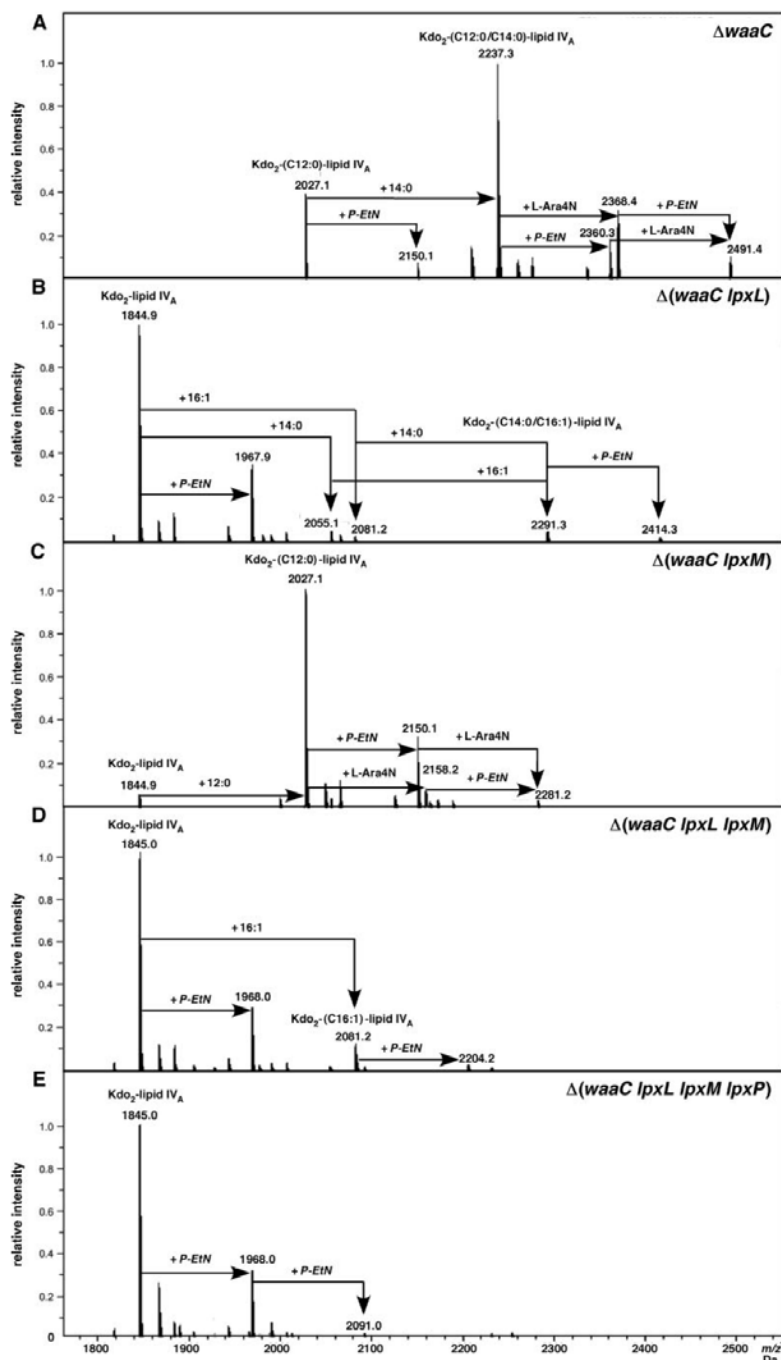 A
ΔwaaC
Kdo2-(C12:0/C14:0)-lipid IVA
2237.3
1.0
0.8
0.6
0.4
0.2
relative intensity
Kdo2-(C12:0)-lipid IVA
2027.1
+14:0
+ P-EtN
2150.1
+ L-Ara4N
2368.4
+ P-EtN
+ P-EtN
2360.3
+ L-Ara4N
2491.4
B
Δ(waaC lpxL)
Kdo2-lipid IVA
1844.9
1.0
0.8
0.6
0.4
0.2
relative intensity
+16:1
+14:0
Kdo2-(C14:0/C16:1)-lipid IVA
+14:0
+16:1
+ P-EtN
+ P-EtN
1967.9
2055.1
2081.2
2291.3
2414.3
C
Δ(waaC lpxM)
Kdo2-(C12:0)-lipid IVA
2027.1
1.0
0.8
0.6
0.4
0.2
relative intensity
Kdo2-lipid IVA
1844.9
+12:0
+ P-EtN
2150.1
+ L-Ara4N
+ L-Ara4N
2158.2
+ P-EtN
2281.2
D
Δ(waaC lpxL lpxM)
Kdo2-lipid IVA
1845.0
1.0
0.8
0.6
0.4
0.2
relative intensity
+16:1
+ P-EtN
1968.0
Kdo2-(C16:1)-lipid IVA
2081.2
+ P-EtN
2204.2
E
Δ(waaC lpxL lpxM lpxP)
Kdo2-lipid IVA
1845.0
1.0
0.8
0.6
0.4
0.2
0
relative intensity
+ P-EtN
1968.0
+ P-EtN
2091.0
1800 1900 2000 2100 2200 2300 2400 2500 m/z